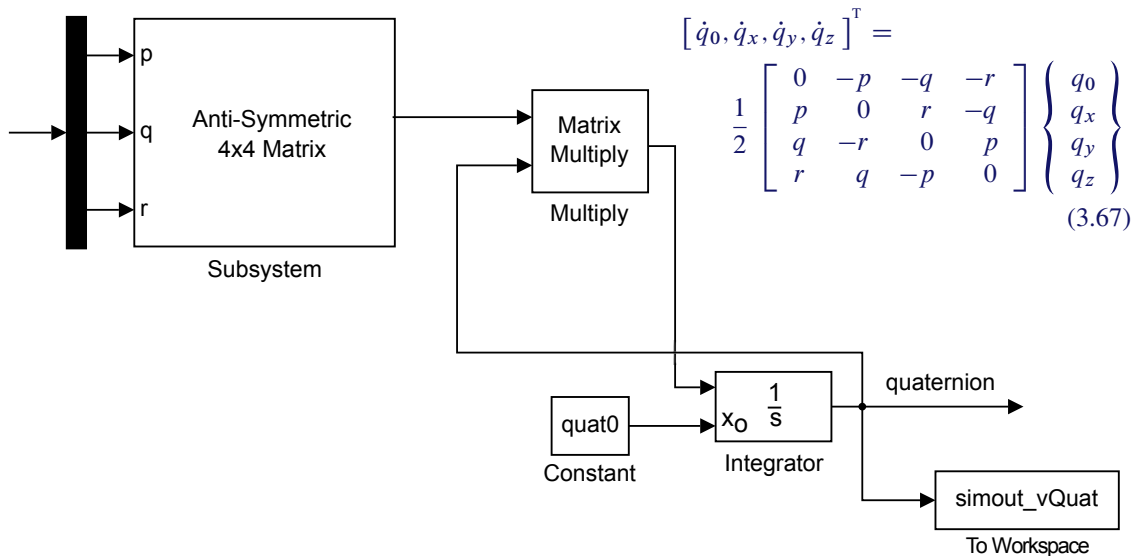 [q̇₀, q̇ₓ, q̇ᵧ, q̇_z]ᵀ =
1/2 [ 0 −p −q −r
p 0 r −q
q −r 0 p
r q −p 0 ] { q₀
qₓ
qᵧ
q_z }
(3.67)
p
q
r
Anti-Symmetric
4x4 Matrix
Subsystem
Matrix
Multiply
Multiply
quat0
Constant
xo 1/s
Integrator
quaternion
simout_vQuat
To Workspace